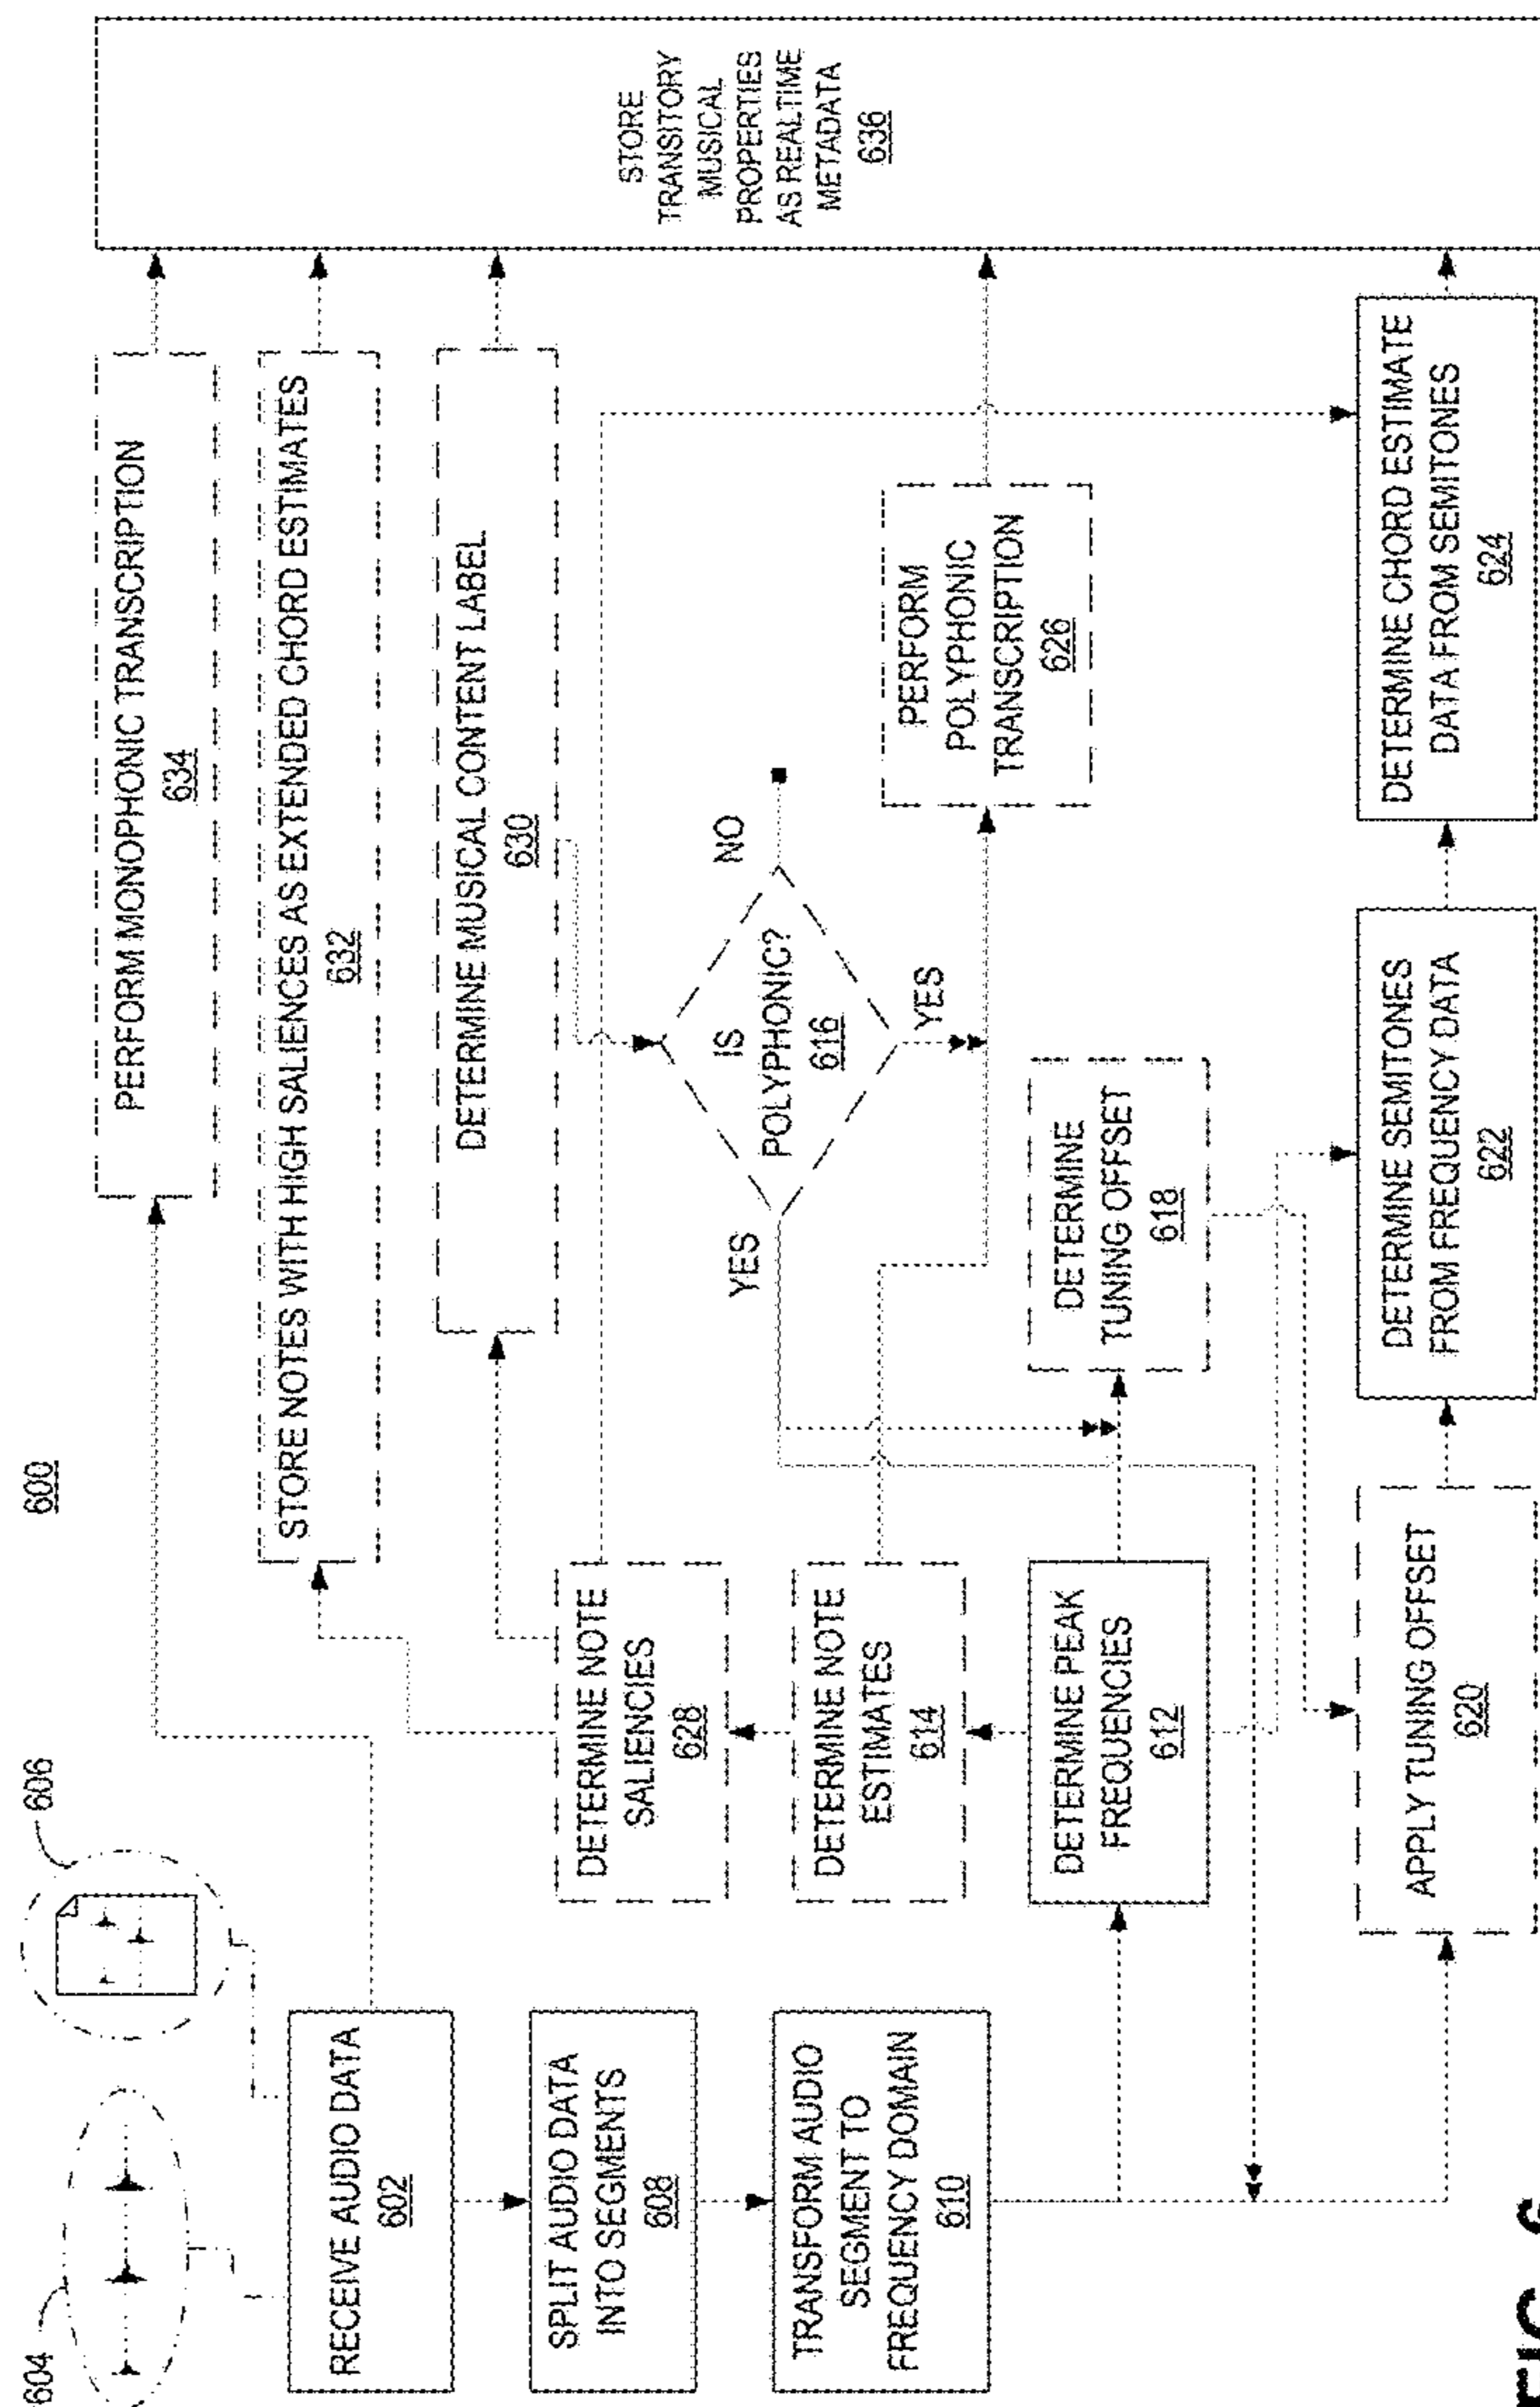 600
604
606
RECEIVE AUDIO DATA
602
SPLIT AUDIO DATA
INTO SEGMENTS
608
TRANSFORM AUDIO
SEGMENT TO
FREQUENCY DOMAIN
610
DETERMINE NOTE
SALIENCIES
628
DETERMINE NOTE
ESTIMATES
614
DETERMINE PEAK
FREQUENCIES
612
APPLY TUNING OFFSET
620
PERFORM MONOPHONIC TRANSCRIPTION
634
STORE NOTES WITH HIGH SALIENCES AS EXTENDED CHORD ESTIMATES
632
DETERMINE MUSICAL CONTENT LABEL
630
IS
POLYPHONIC?
616
YES
NO
YES
DETERMINE
TUNING OFFSET
618
DETERMINE SEMITONES
FROM FREQUENCY DATA
622
PERFORM
POLYPHONIC
TRANSCRIPTION
626
DETERMINE CHORD ESTIMATE
DATA FROM SEMITONES
624
STORE
TRANSITORY
MUSICAL
PROPERTIES
AS REALTIME
METADATA
636
FIG. 6